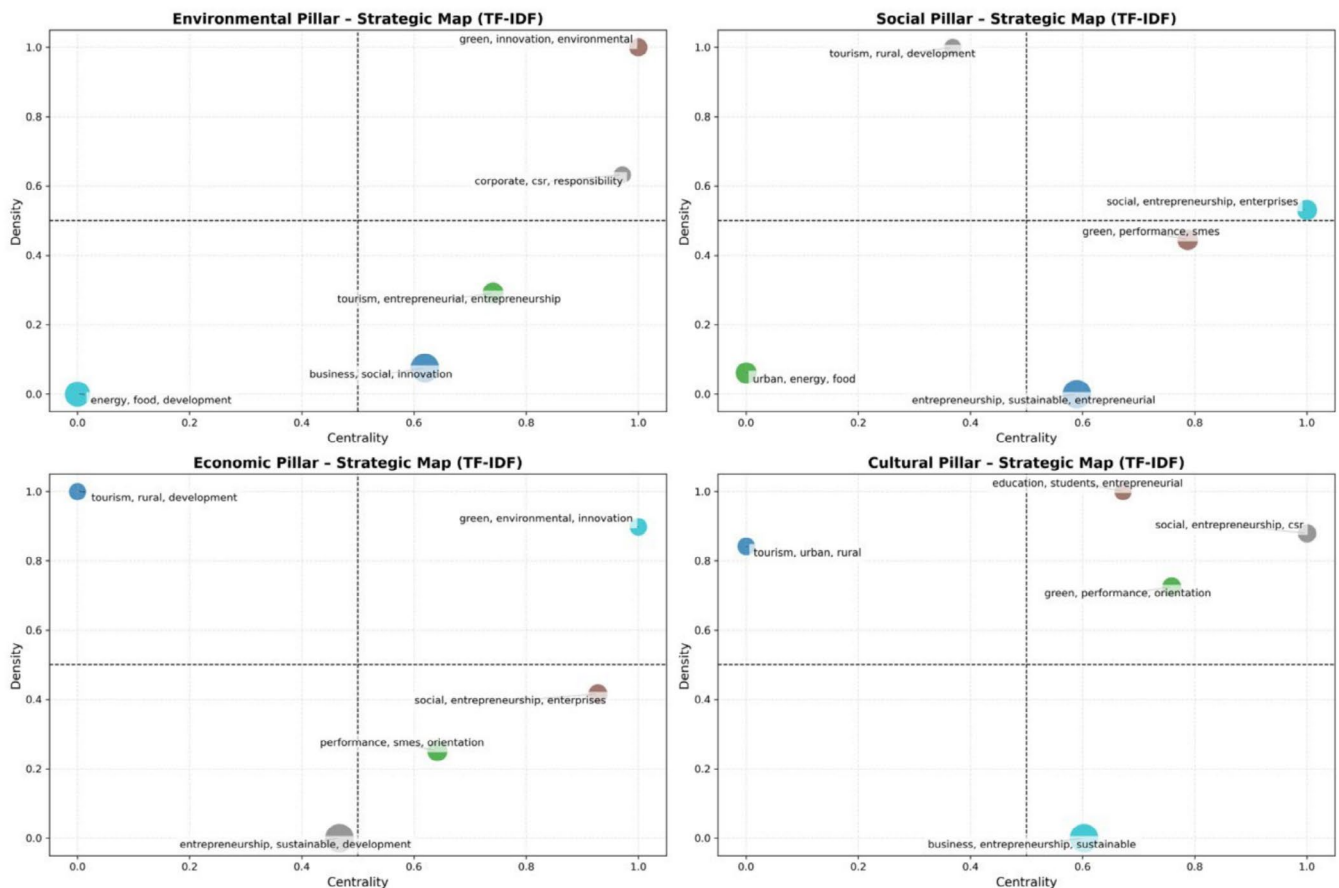 Environmental Pillar – Strategic Map (TF-IDF)
1.0
0.8
0.6
0.4
0.2
0.0
Density
green, innovation, environmental
corporate, csr, responsibility
tourism, entrepreneurial, entrepreneurship
business, social, innovation
energy, food, development
0.0 0.2 0.4 0.6 0.8 1.0
Centrality
Social Pillar – Strategic Map (TF-IDF)
1.0
0.8
0.6
0.4
0.2
0.0
Density
tourism, rural, development
social, entrepreneurship, enterprises
green, performance, smes
urban, energy, food
entrepreneurship, sustainable, entrepreneurial
0.0 0.2 0.4 0.6 0.8 1.0
Centrality
Economic Pillar – Strategic Map (TF-IDF)
1.0
0.8
0.6
0.4
0.2
0.0
Density
tourism, rural, development
green, environmental, innovation
social, entrepreneurship, enterprises
performance, smes, orientation
entrepreneurship, sustainable, development
0.0 0.2 0.4 0.6 0.8 1.0
Centrality
Cultural Pillar – Strategic Map (TF-IDF)
1.0
0.8
0.6
0.4
0.2
0.0
Density
education, students, entrepreneurial
social, entrepreneurship, csr
tourism, urban, rural
green, performance, orientation
business, entrepreneurship, sustainable
0.0 0.2 0.4 0.6 0.8 1.0
Centrality